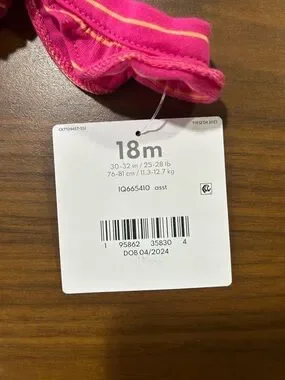 18m
30-32 in / 25-28 lb
76-81 cm / 11.3-12.7 kg
1Q665410 asst
1 95862 35830 4
DOB 04/2024